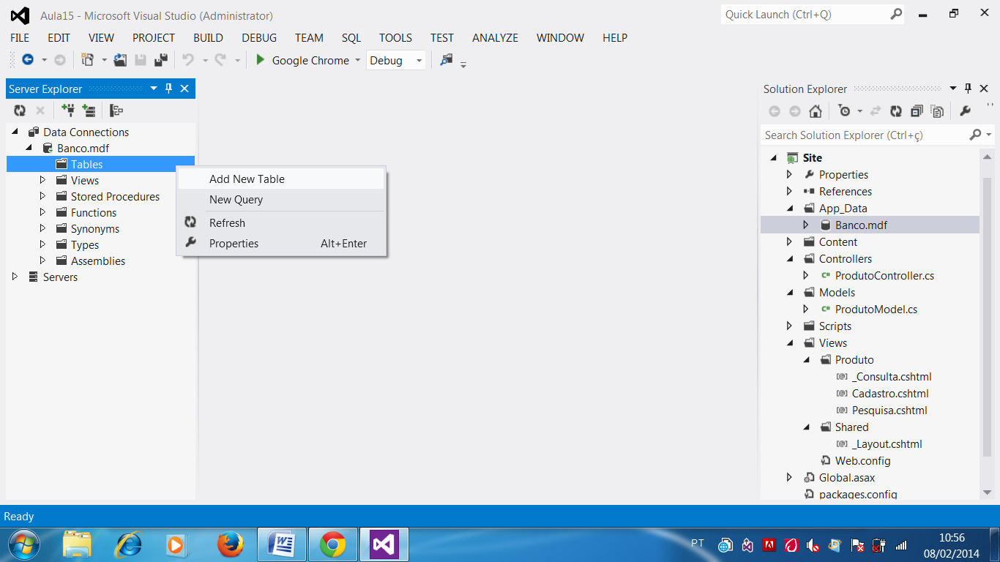 Aula15 - Microsoft Visual Studio (Administrator)
Quick Launch (Ctrl+Q)
FILE EDIT VIEW PROJECT BUILD DEBUG TEAM SQL TOOLS TEST ANALYZE WINDOW HELP
Google Chrome Debug
Server Explorer
Data Connections
Banco.mdf
Tables
Views
Stored Procedures
Functions
Synonyms
Types
Assemblies
Servers
Add New Table
New Query
Refresh
Properties Alt+Enter
Solution Explorer
Search Solution Explorer (Ctrl+ç)
Site
Properties
References
App_Data
Banco.mdf
Content
Controllers
ProdutoController.cs
Models
ProdutoModel.cs
Scripts
Views
Produto
_Consulta.cshtml
Cadastro.cshtml
Pesquisa.cshtml
Shared
_Layout.cshtml
Web.config
Global.asax
packages.config
Ready
PT
10:56
08/02/2014